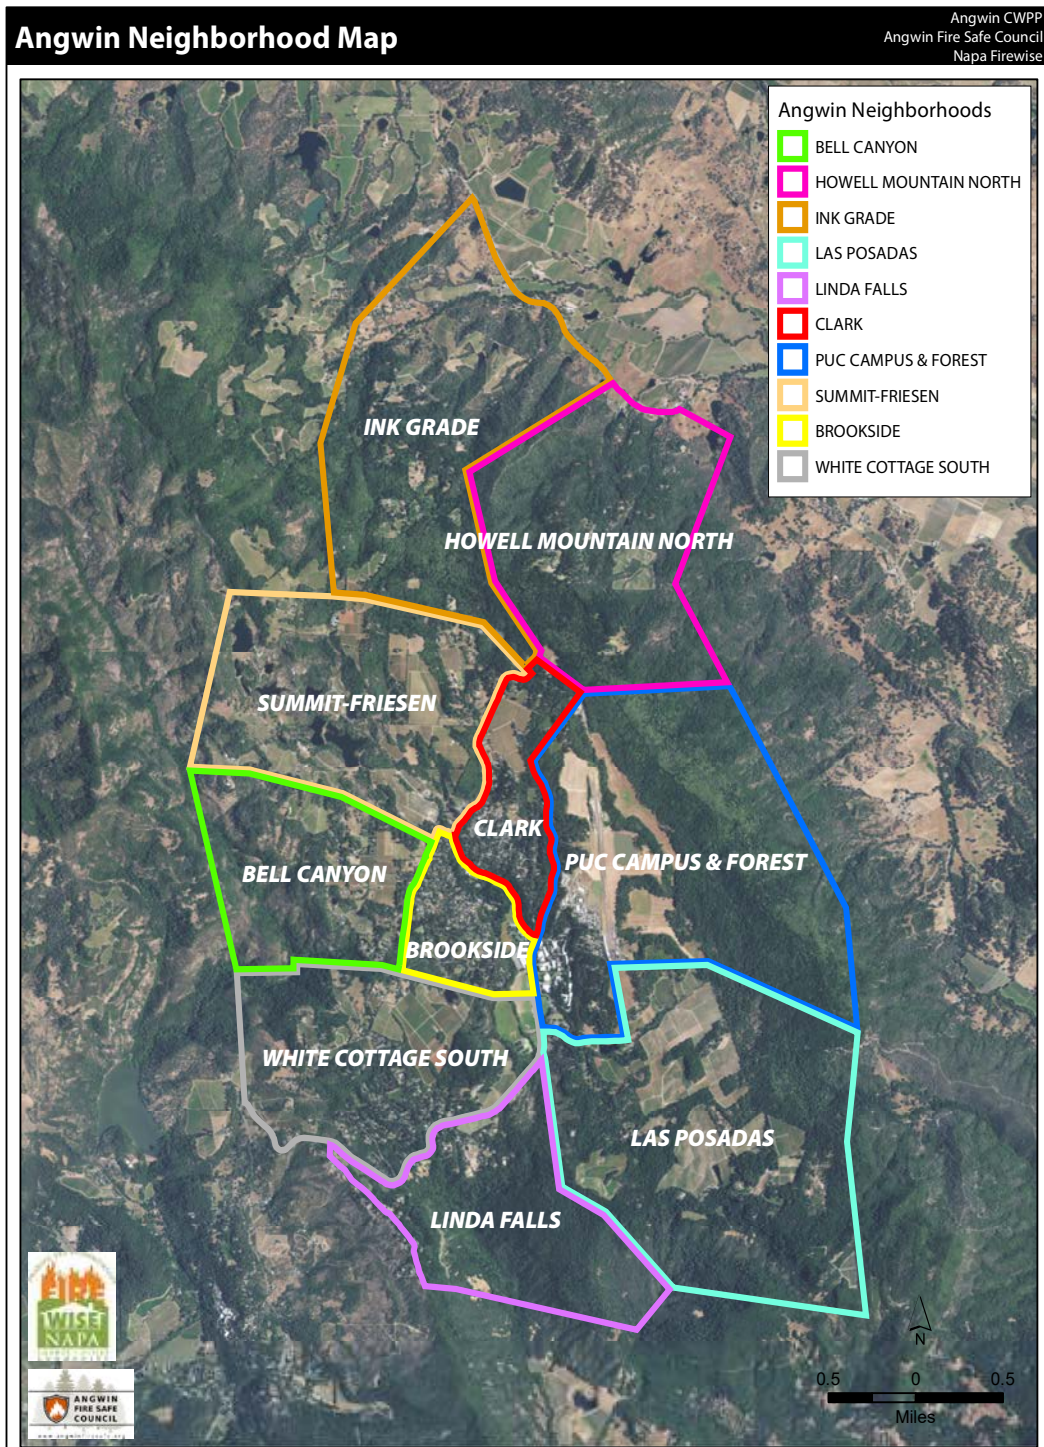 Angwin Neighborhood Map
Angwin CWPP
Angwin Fire Safe Council
Napa Firewise
Angwin Neighborhoods
BELL CANYON
HOWELL MOUNTAIN NORTH
INK GRADE
LAS POSADAS
LINDA FALLS
CLARK
PUC CAMPUS & FOREST
SUMMIT-FRIESEN
BROOKSIDE
WHITE COTTAGE SOUTH
INK GRADE
HOWELL MOUNTAIN NORTH
SUMMIT-FRIESEN
CLARK
PUC CAMPUS & FOREST
BELL CANYON
BROOKSIDE
WHITE COTTAGE SOUTH
LAS POSADAS
LINDA FALLS
FIRE
WISE
NAPA
ANGWIN
FIRE SAFE
COUNCIL
N
0.5 0 0.5
Miles